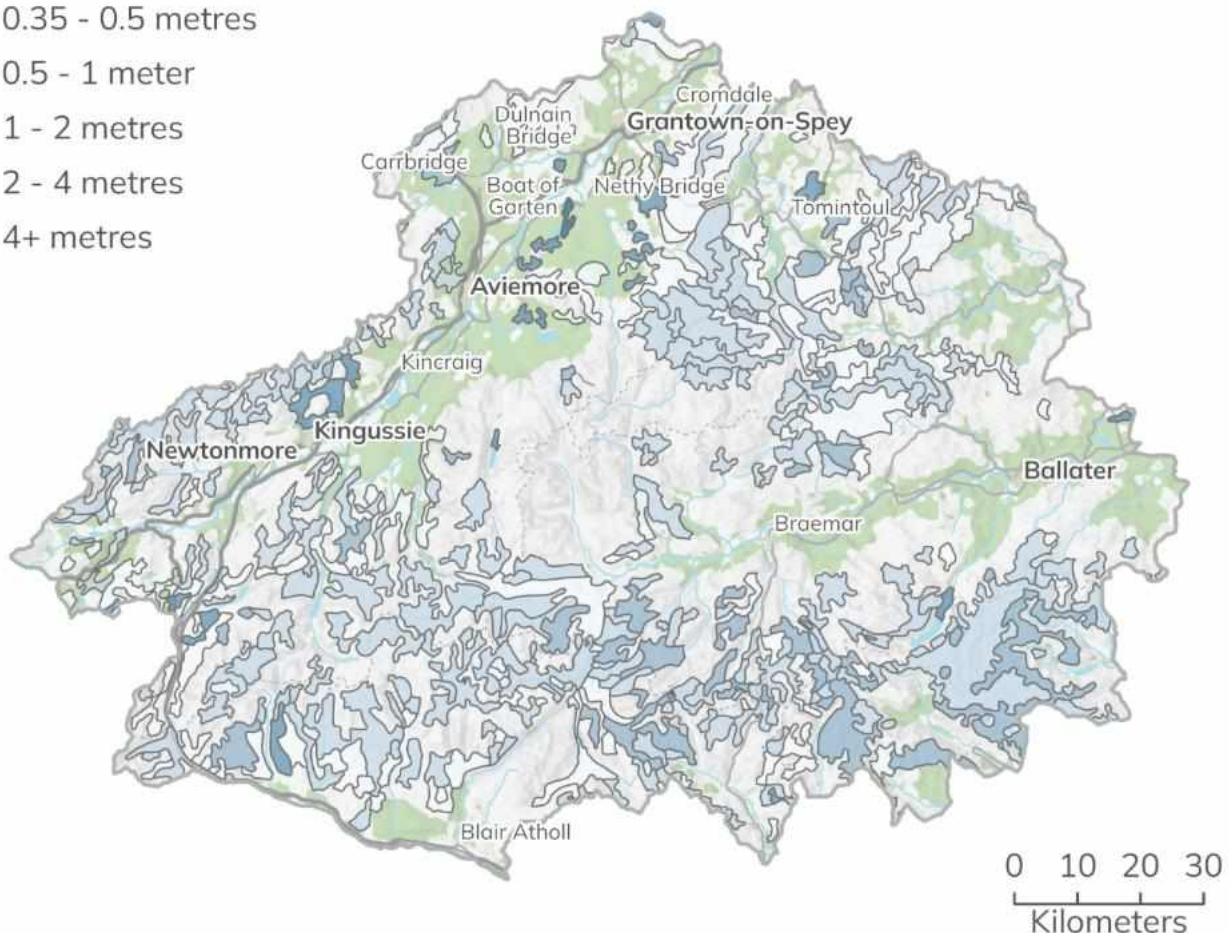 0.35 - 0.5 metres
0.5 - 1 meter
1 - 2 metres
2 - 4 metres
4+ metres
Cromdale
Dulnain
Bridge
Grantown-on-Spey
Carrbridge
Boat of
Garten
Nethy Bridge
Tomintoul
Aviemore
Kincraig
Kingussie
Newtonmore
Ballater
Braemar
Blair Atholl
0 10 20 30
Kilometers